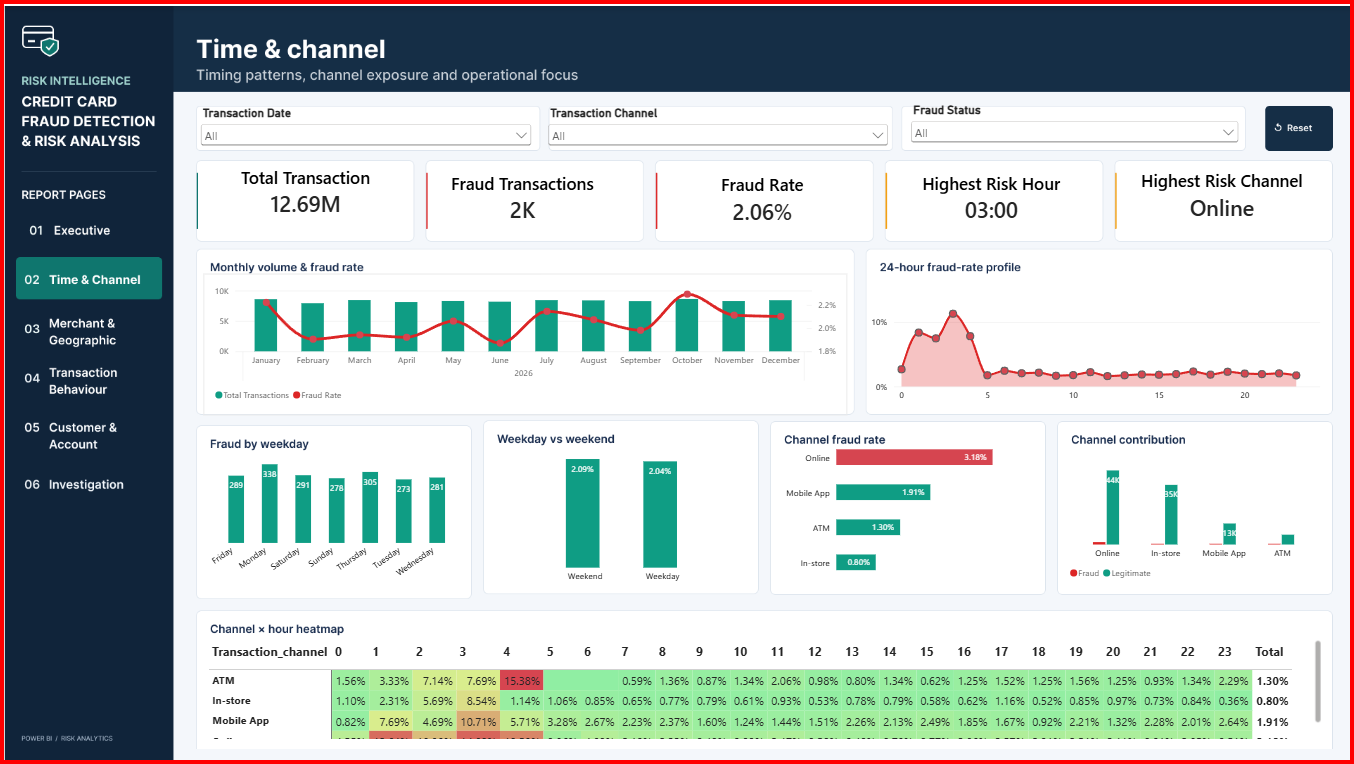 RISK INTELLIGENCE
CREDIT CARD
FRAUD DETECTION
& RISK ANALYSIS
REPORT PAGES
01 Executive
02 Time & Channel
03 Merchant &
Geographic
04 Transaction
Behaviour
05 Customer &
Account
06 Investigation
POWER BI / RISK ANALYTICS
Time & channel
Timing patterns, channel exposure and operational focus
Transaction Date
All
Transaction Channel
All
Fraud Status
All
Reset
Total Transaction
12.69M
Fraud Transactions
2K
Fraud Rate
2.06%
Highest Risk Hour
03:00
Highest Risk Channel
Online
Monthly volume & fraud rate
10K
5K
0K
2.2%
2.0%
1.8%
January February March April May June July August September October November December
2026
Total Transactions Fraud Rate
24-hour fraud-rate profile
10%
0%
0 5 10 15 20
Fraud by weekday
289 338 291 278 305 273 281
Friday Monday Saturday Sunday Thursday Tuesday Wednesday
Weekday vs weekend
2.09% 2.04%
Weekend Weekday
Channel fraud rate
Online 3.18%
Mobile App 1.91%
ATM 1.30%
In-store 0.80%
Channel contribution
44K 35K 13K
Online In-store Mobile App ATM
Fraud Legitimate
Channel × hour heatmap
Transaction_channel 0 1 2 3 4 5 6 7 8 9 10 11 12 13 14 15 16 17 18 19 20 21 22 23 Total
ATM 1.56% 3.33% 7.14% 7.69% 15.38% 0.59% 1.36% 0.87% 1.34% 2.06% 0.98% 0.80% 1.34% 0.62% 1.25% 1.52% 1.25% 1.56% 1.25% 0.93% 1.34% 2.29% 1.30%
In-store 1.10% 2.31% 5.69% 8.54% 1.14% 1.06% 0.85% 0.65% 0.77% 0.79% 0.61% 0.93% 0.53% 0.78% 0.79% 0.58% 0.62% 1.16% 0.52% 0.85% 0.97% 0.73% 0.84% 0.36% 0.80%
Mobile App 0.82% 7.69% 4.69% 10.71% 5.71% 3.28% 2.67% 2.23% 2.37% 1.60% 1.24% 1.44% 1.51% 2.26% 2.13% 2.49% 1.85% 1.67% 0.92% 2.21% 1.32% 2.28% 2.01% 2.64% 1.91%